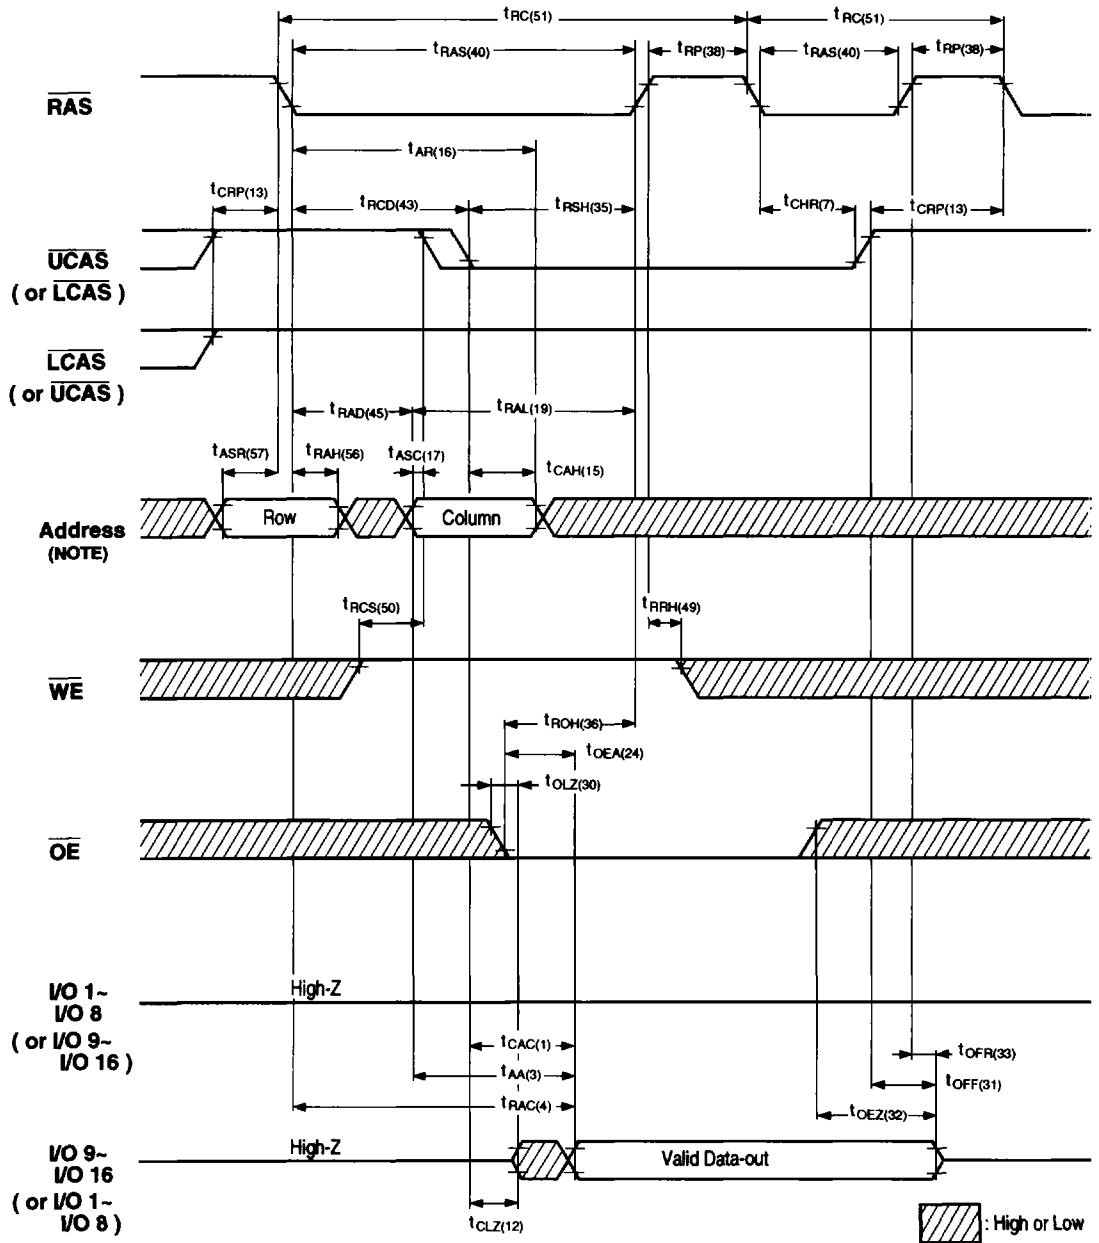 tRC(51) tRC(51)
tRAS(40) tRP(38) tRAS(40) tRP(38)
RAS
tAR(16)
tCRP(13) tRCD(43) tRSH(35) tCHR(7) tCRP(13)
UCAS
( or LCAS )
LCAS
( or UCAS )
tRAD(45) tRAL(19)
tASR(57) tRAH(56) tASC(17) tCAH(15)
Address Row Column
(NOTE)
tRCS(50) tRRH(49)
WE
tROH(36)
tOEA(24)
tOLZ(30)
OE
I/O 1~ High-Z
I/O 8
( or I/O 9~
I/O 16 )
tCAC(1) tOFR(33)
tAA(3) tOFF(31)
tRAC(4) tOEZ(32)
I/O 9~ High-Z Valid Data-out
I/O 16
( or I/O 1~
I/O 8 )
tCLZ(12)
: High or Low